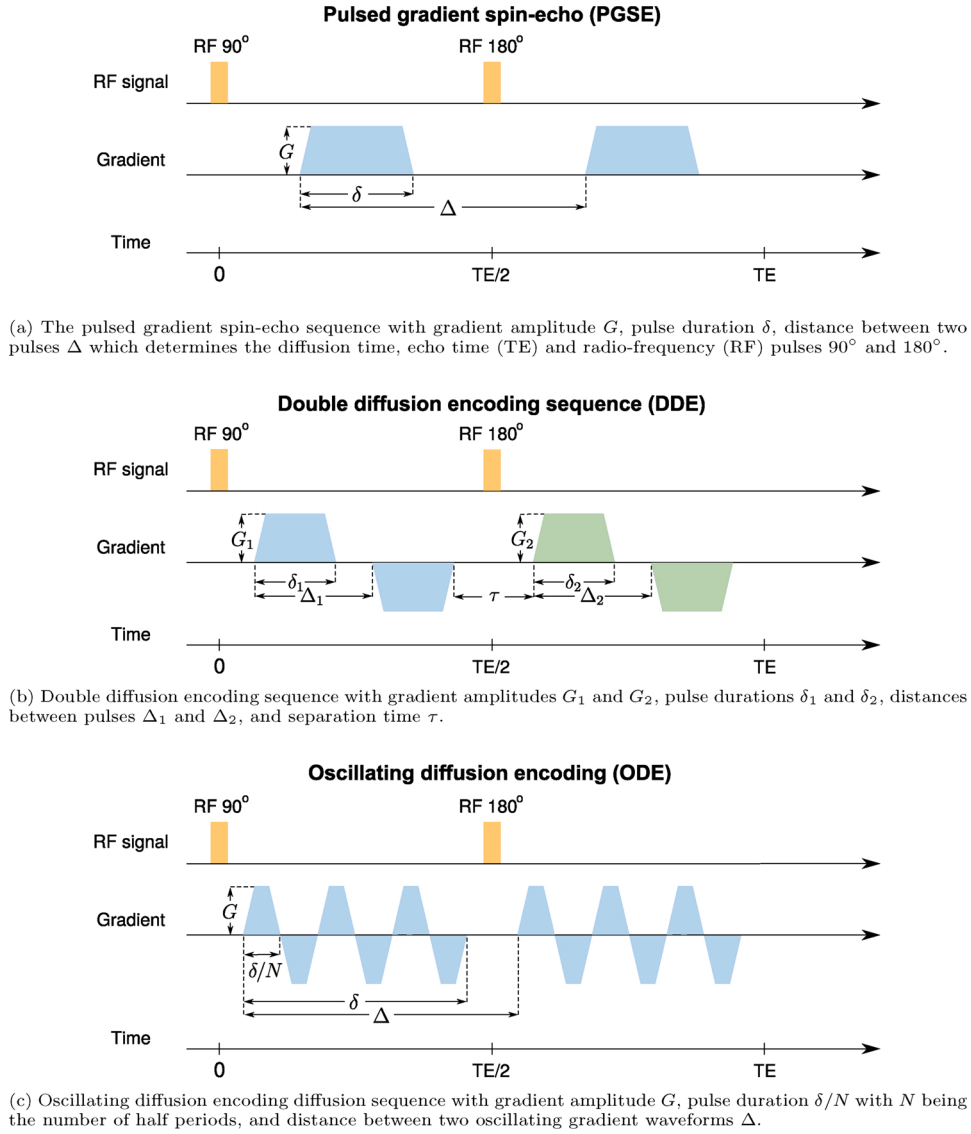 Pulsed gradient spin-echo (PGSE)
RF 90° RF 180°
RF signal
G
Gradient
δ
Δ
Time
0 TE/2 TE
(a) The pulsed gradient spin-echo sequence with gradient amplitude G, pulse duration δ, distance between two
pulses Δ which determines the diffusion time, echo time (TE) and radio-frequency (RF) pulses 90° and 180°.
Double diffusion encoding sequence (DDE)
RF 90° RF 180°
RF signal
G₁ G₂
Gradient
δ₁ δ₂
Δ₁ τ Δ₂
Time
0 TE/2 TE
(b) Double diffusion encoding sequence with gradient amplitudes G₁ and G₂, pulse durations δ₁ and δ₂, distances
between pulses Δ₁ and Δ₂, and separation time τ.
Oscillating diffusion encoding (ODE)
RF 90° RF 180°
RF signal
G
Gradient
δ/N
δ
Δ
Time
0 TE/2 TE
(c) Oscillating diffusion encoding diffusion sequence with gradient amplitude G, pulse duration δ/N with N being
the number of half periods, and distance between two oscillating gradient waveforms Δ.